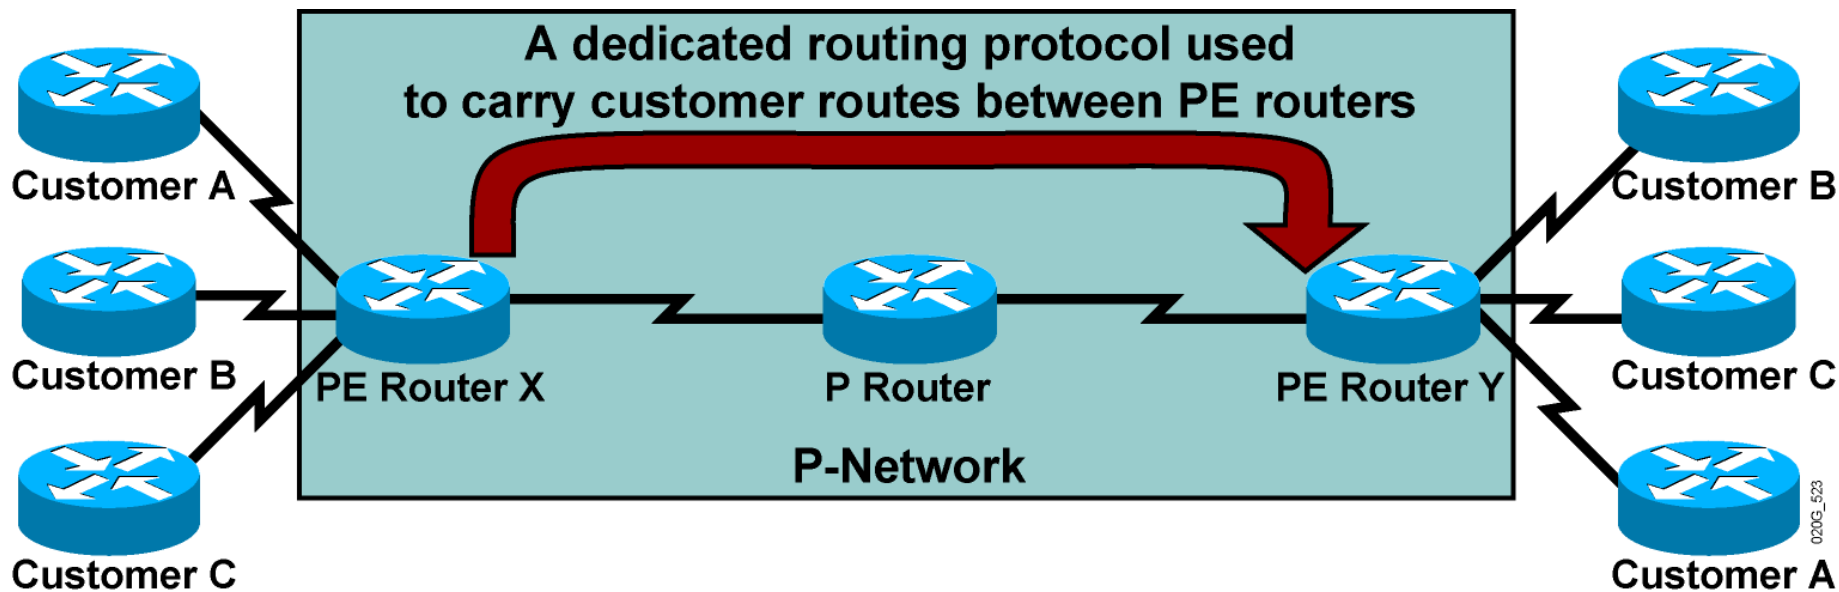 A dedicated routing protocol used
to carry customer routes between PE routers
Customer A
Customer B
Customer B
Customer C
PE Router X
P Router
PE Router Y
Customer C
P-Network
Customer C
Customer A
020G_523